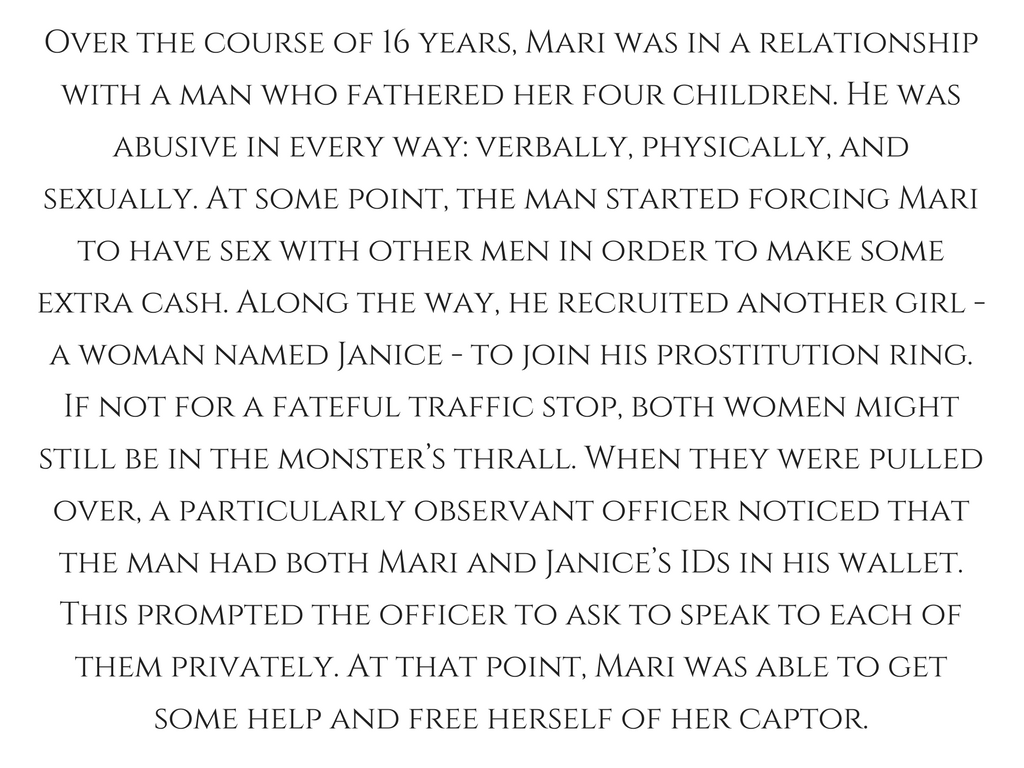 Over the course of 16 years, Mari was in a relationship
with a man who fathered her four children. He was
abusive in every way: verbally, physically, and
sexually. At some point, the man started forcing Mari
to have sex with other men in order to make some
extra cash. Along the way, he recruited another girl -
a woman named Janice - to join his prostitution ring.
If not for a fateful traffic stop, both women might
still be in the monster’s thrall. When they were pulled
over, a particularly observant officer noticed that
the man had both Mari and Janice’s IDs in his wallet.
This prompted the officer to ask to speak to each of
them privately. At that point, Mari was able to get
some help and free herself of her captor.